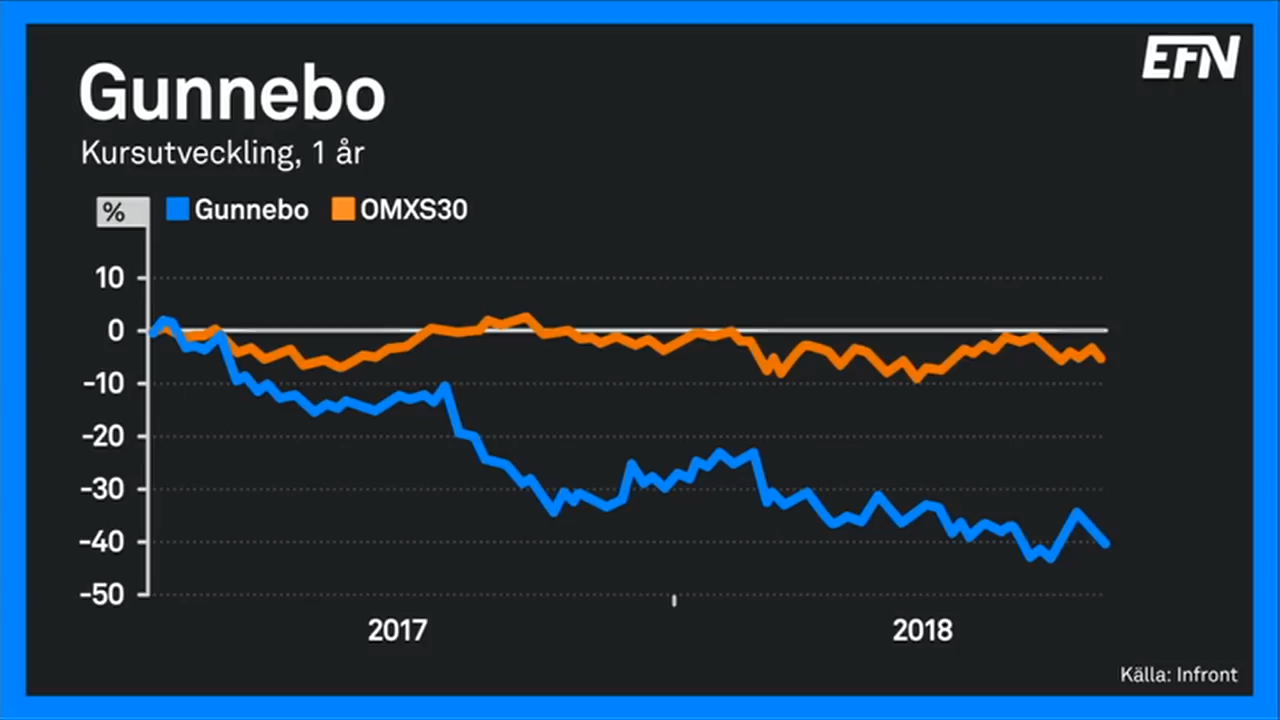 EFN
Gunnebo
Kursutveckling, 1 år
% Gunnebo OMXS30
10
0
-10
-20
-30
-40
-50
2017 2018
Källa: Infront